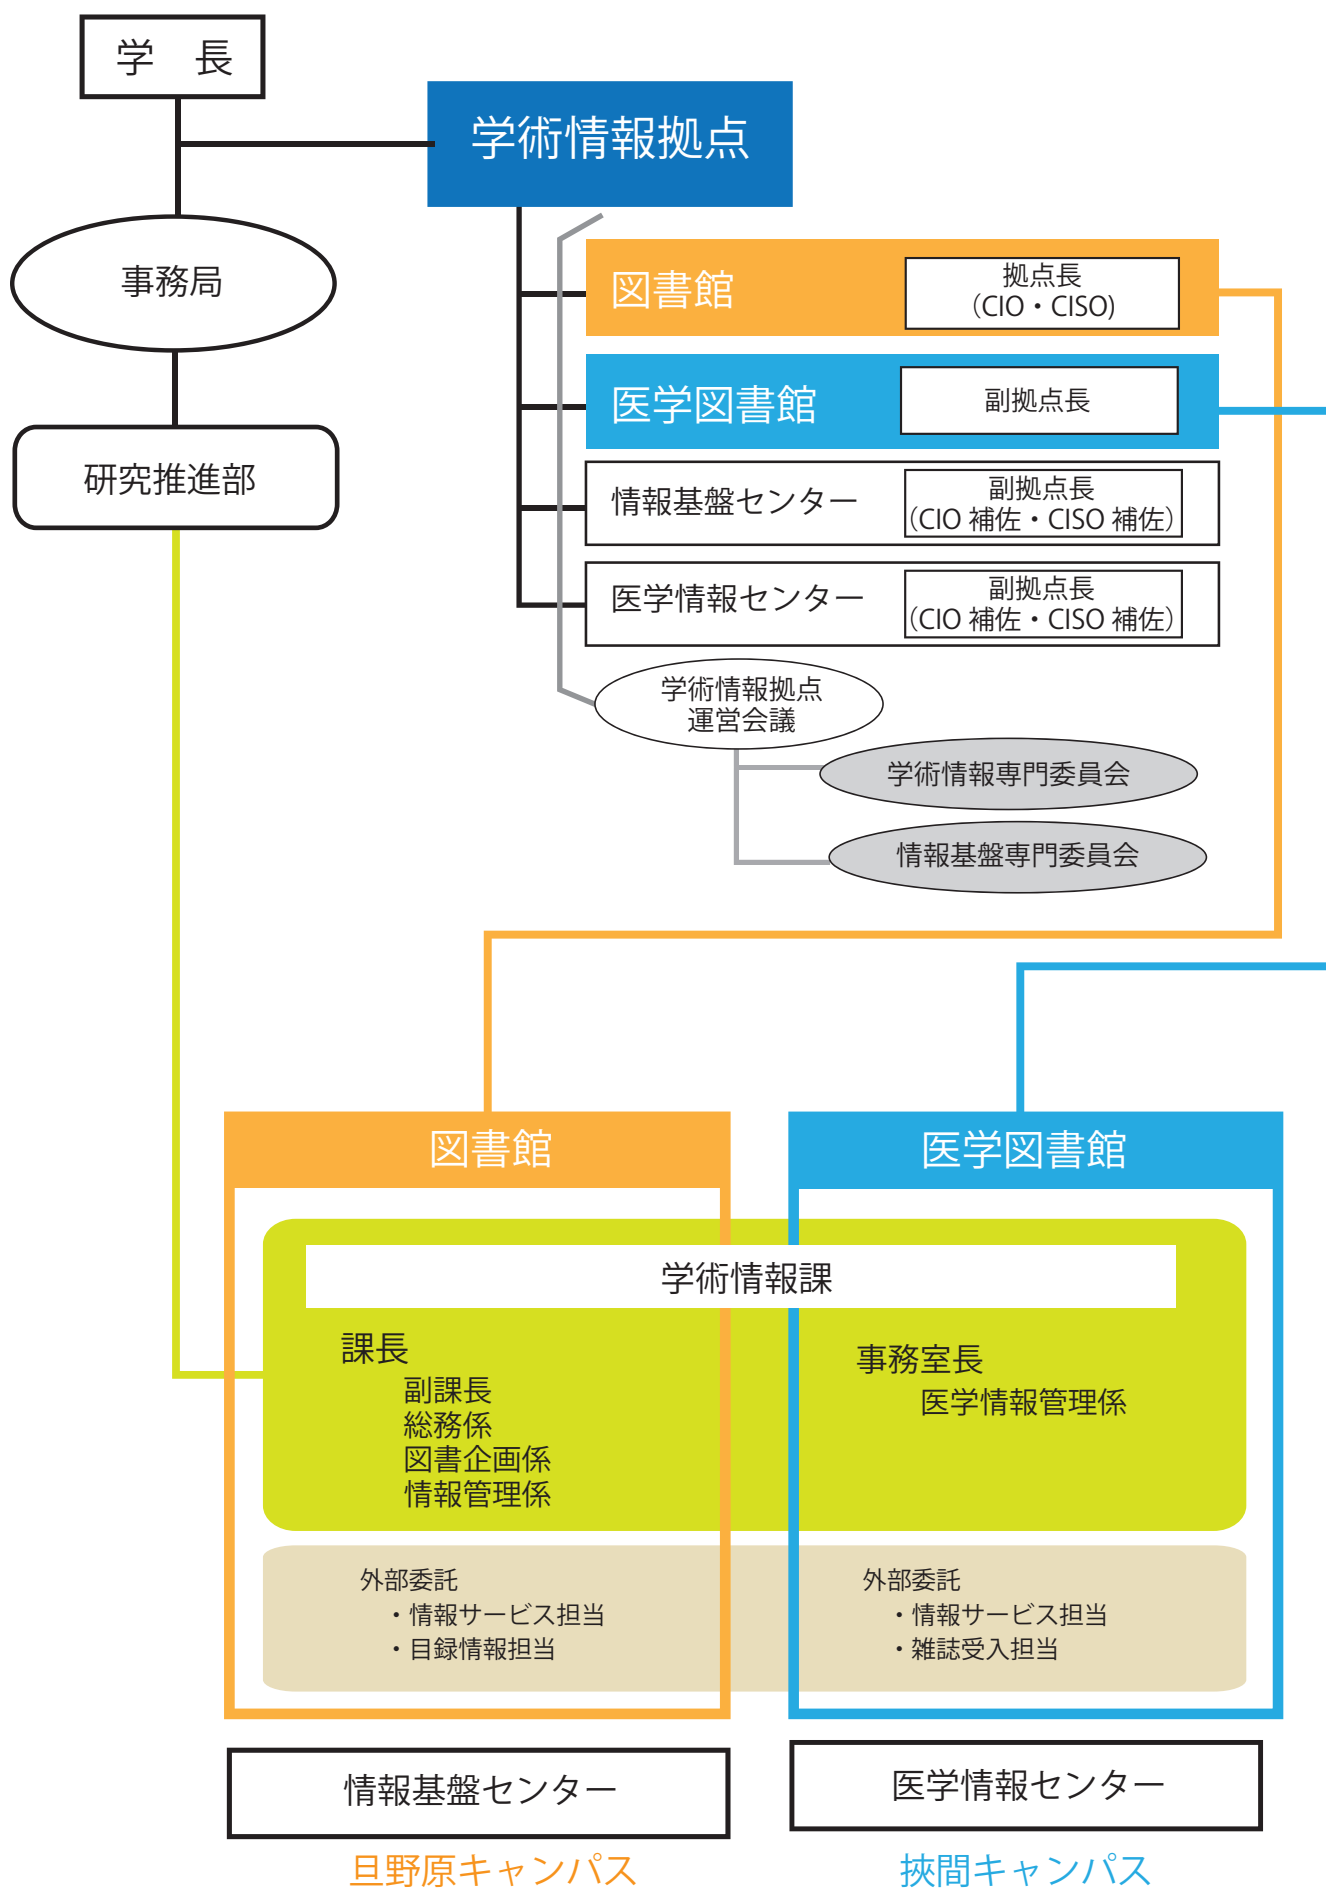 学　長
学術情報拠点
事務局
研究推進部
図書館
拠点長
（CIO・CISO)
医学図書館
副拠点長
情報基盤センター
副拠点長
（CIO 補佐・CISO 補佐）
医学情報センター
副拠点長
（CIO 補佐・CISO 補佐）
学術情報拠点
運営会議
学術情報専門委員会
情報基盤専門委員会
図書館
医学図書館
学術情報課
課長
副課長
総務係
図書企画係
情報管理係
事務室長
医学情報管理係
外部委託
・情報サービス担当
・目録情報担当
外部委託
・情報サービス担当
・雑誌受入担当
情報基盤センター
医学情報センター
旦野原キャンパス
挾間キャンパス